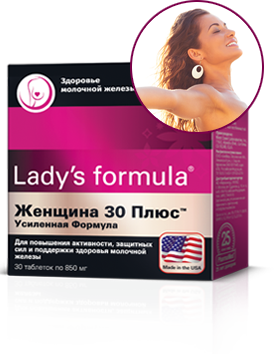 Здоровье
молочной железы
Lady's formula®
Женщина 30 Плюс™
Усиленная Формула
Для повышения активности, защитных
сил и поддержки здоровья молочной
железы
30 таблеток по 850 мг
Made in the USA
25